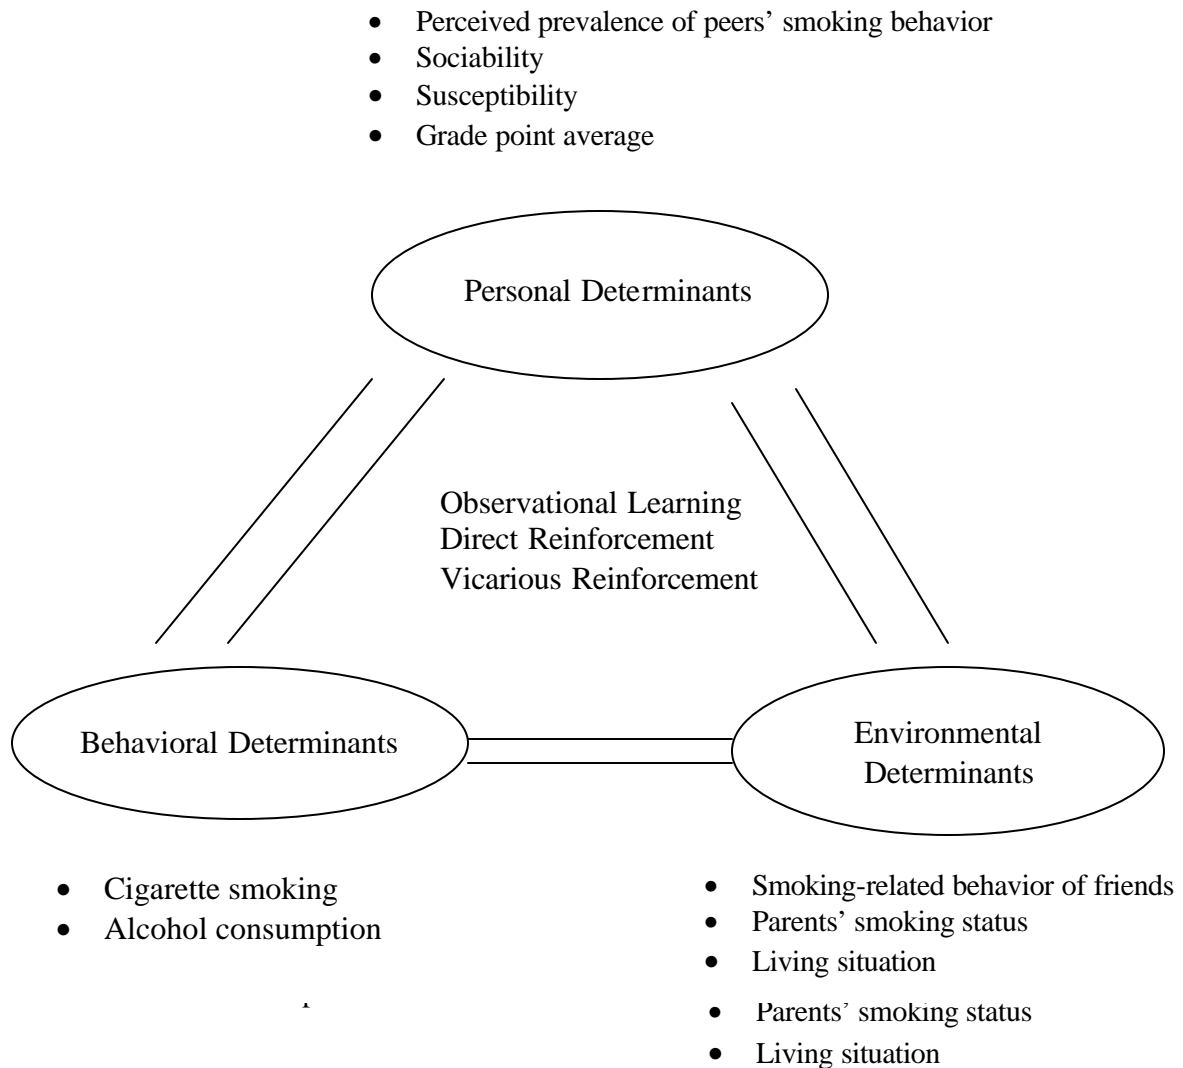 • Perceived prevalence of peers’ smoking behavior
• Sociability
• Susceptibility
• Grade point average
Personal Determinants
Observational Learning
Direct Reinforcement
Vicarious Reinforcement
Behavioral Determinants
Environmental
Determinants
• Cigarette smoking
• Alcohol consumption
• Smoking-related behavior of friends
• Parents’ smoking status
• Living situation
• Parents’ smoking status
• Living situation